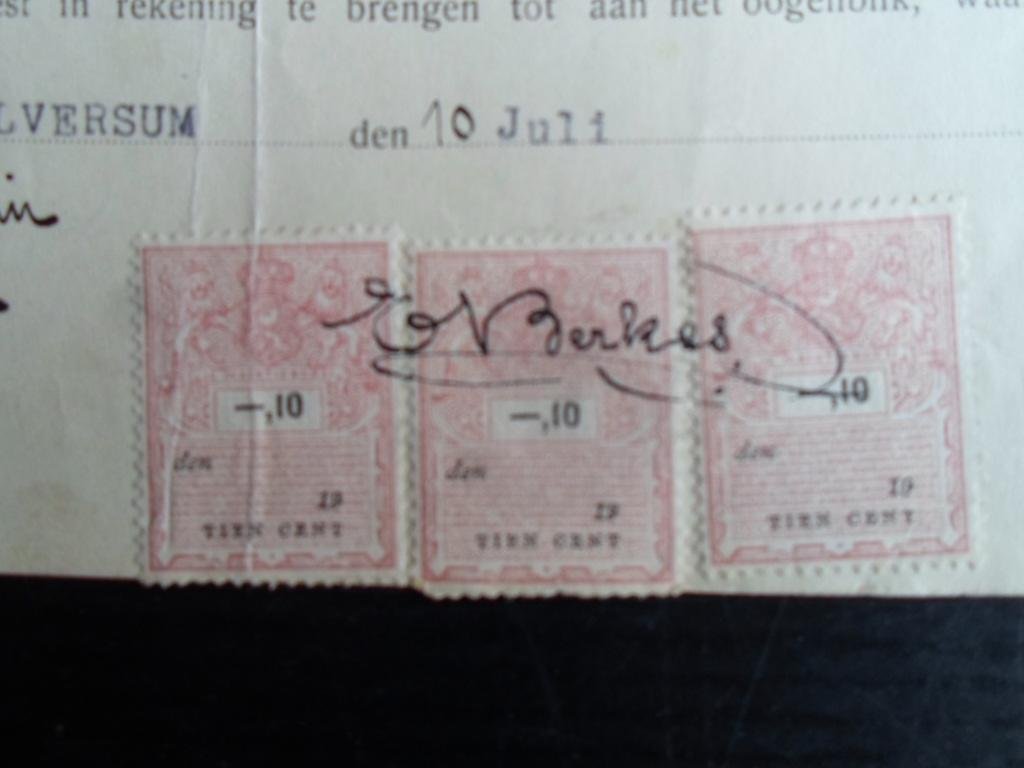 in rekening te brengen tot aan het oogenblik,
LVERSUM den 10 Juli
Berkes
—,10 —,10 —,10
den den den
19 19 19
TIEN CENT TIEN CENT TIEN CENT